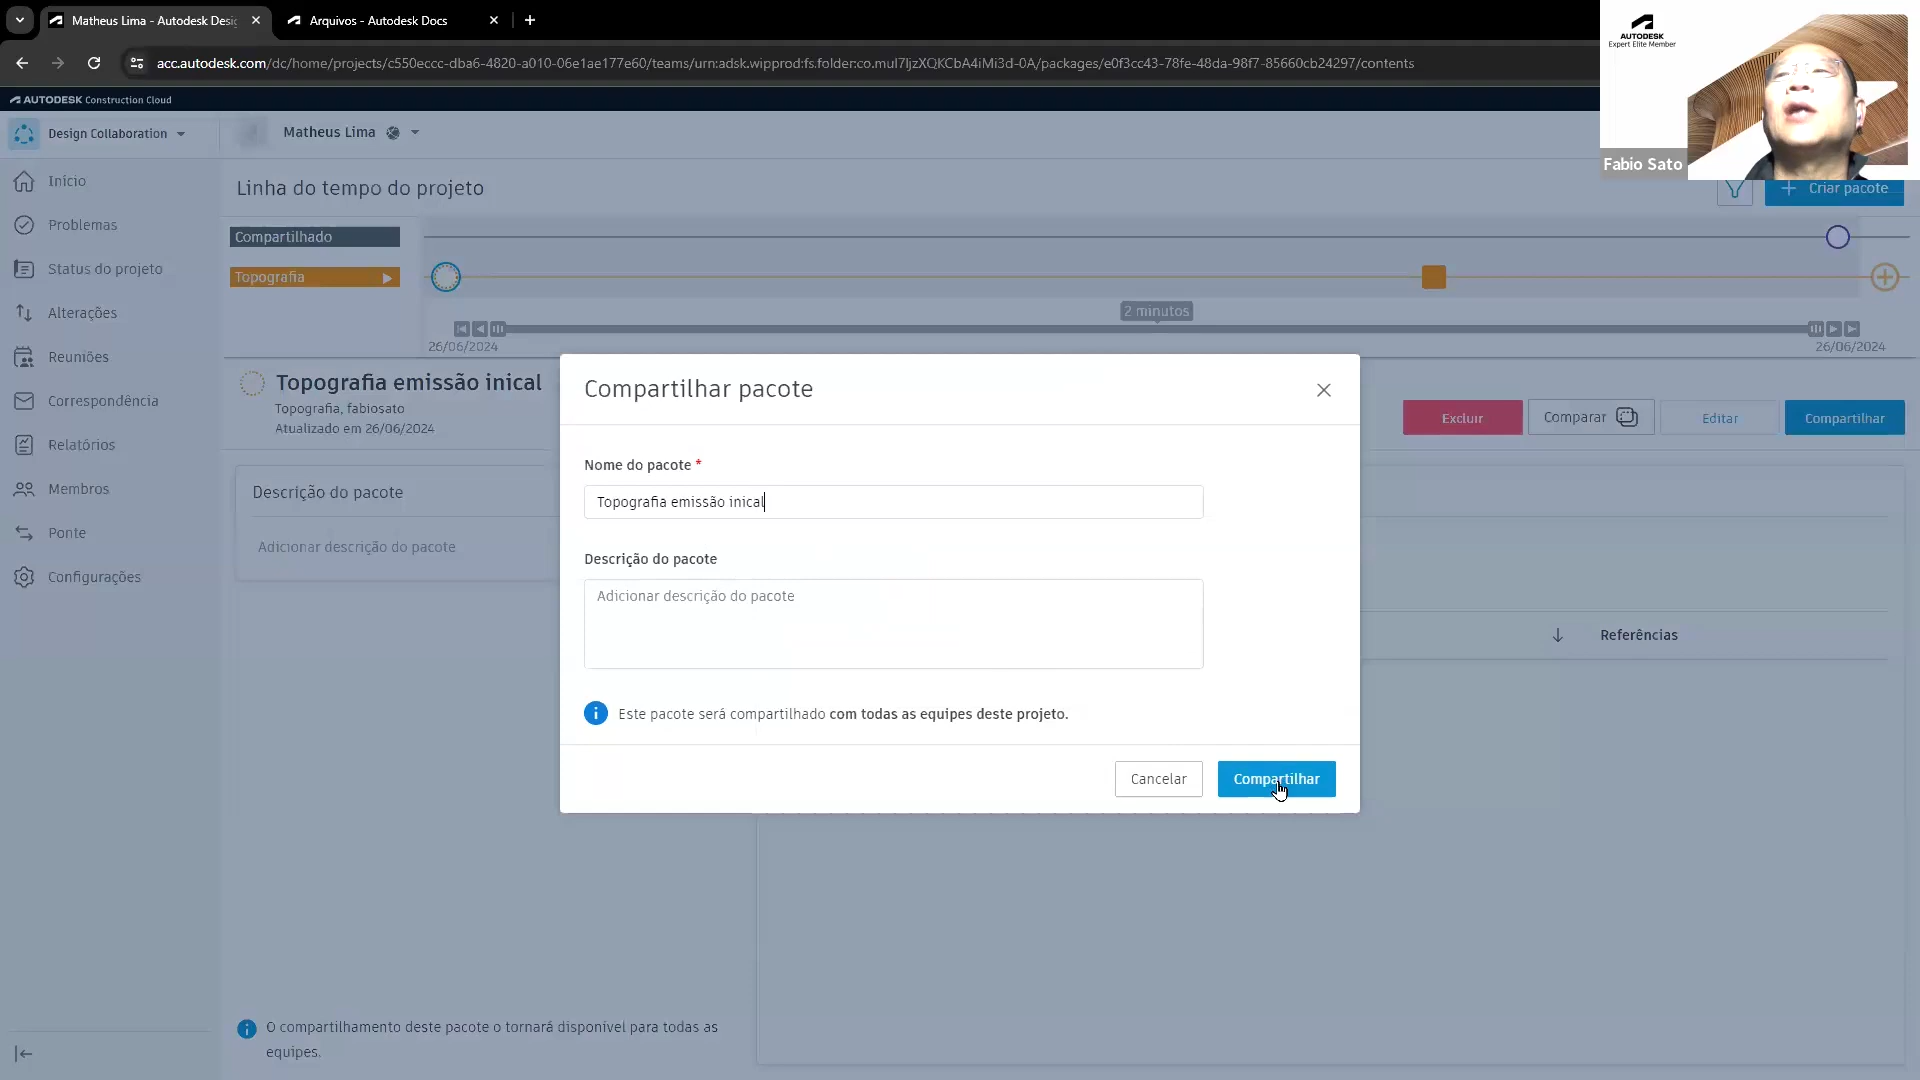 Matheus Lima - Autodesk Desi
Arquivos - Autodesk Docs
acc.autodesk.com/dc/home/projects/c550eccc-dba6-4820-a010-06e1ae177e60/teams/urn:adsk.wipprod:fs.folder:co.mul7ljzXQKCbA4iMi3d-0A/packages/e0f3cc43-78fe-48da-98f7-85660cb24297/contents
AUTODESK
Expert Elite Member
Fabio Sato
AUTODESK Construction Cloud
Design Collaboration
Matheus Lima
Início
Problemas
Status do projeto
Alterações
Reuniões
Correspondência
Relatórios
Membros
Ponte
Configurações
Linha do tempo do projeto
Criar pacote
Compartilhado
Topografia
2 minutos
26/06/2024
26/06/2024
Topografia emissão inical
Topografia, fabiosato
Atualizado em 26/06/2024
Excluir
Comparar
Editar
Compartilhar
Descrição do pacote
Adicionar descrição do pacote
Referências
Compartilhar pacote
Nome do pacote *
Topografia emissão inical
Descrição do pacote
Adicionar descrição do pacote
Este pacote será compartilhado com todas as equipes deste projeto.
Cancelar
Compartilhar
O compartilhamento deste pacote o tornará disponível para todas as
equipes.